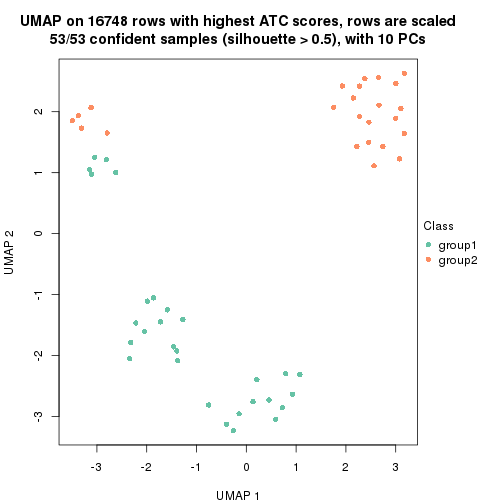 UMAP on 16748 rows with highest ATC scores, rows are scaled
53/53 confident samples (silhouette > 0.5), with 10 PCs
2
1
0
-1
-2
-3
UMAP 2
Class
group1
group2
-3 -2 -1 0 1 2 3
UMAP 1